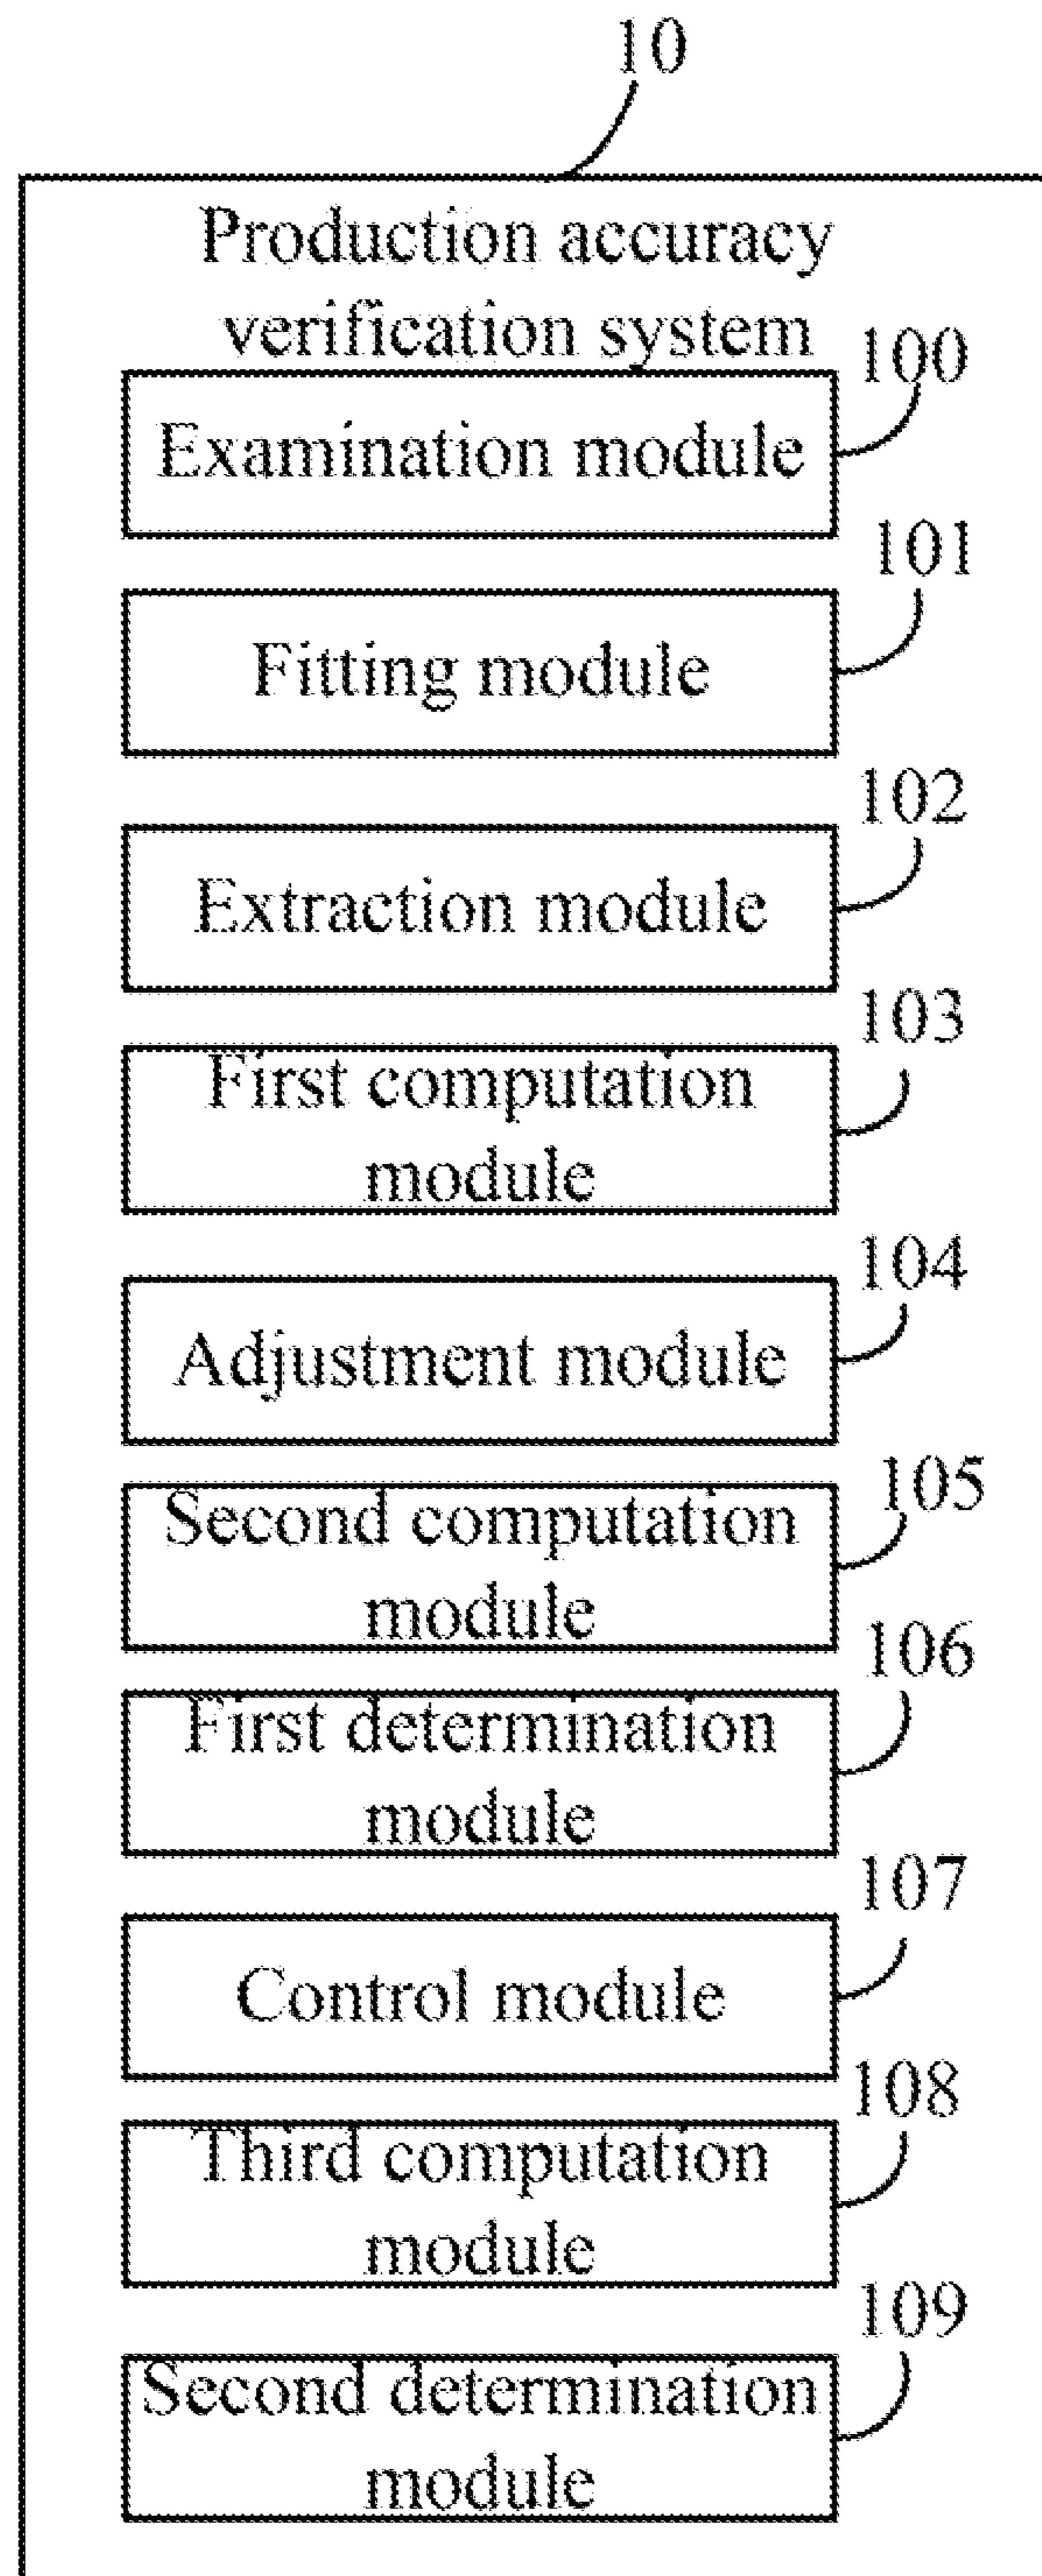 10
Production accuracy
verification system
100
Examination module
101
Fitting module
102
Extraction module
103
First computation
module
104
Adjustment module
105
Second computation
module
106
First determination
module
107
Control module
108
Third computation
module
109
Second determination
module